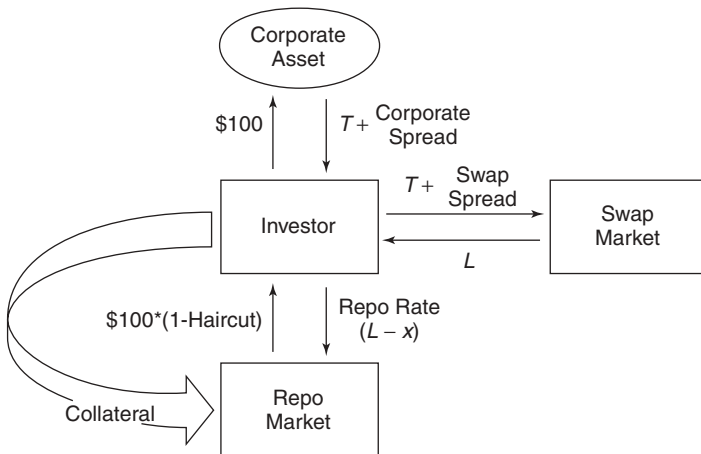 Corporate
Asset
$100
T + Corporate
Spread
T + Swap
Spread
Investor
Swap
Market
L
$100*(1-Haircut)
Repo Rate
(L – x)
Collateral
Repo
Market